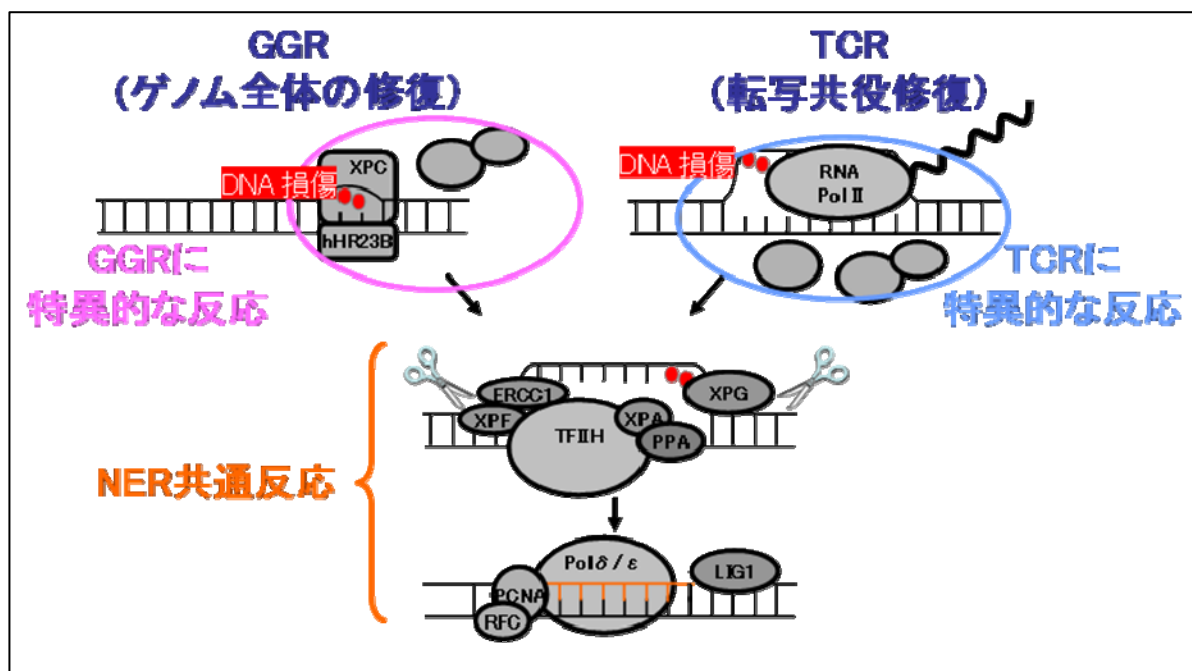 GGR
(ゲノム全体の修復)
TCR
(転写共役修復)
XPC
DNA 損傷
hHR23B
DNA 損傷
RNA
Pol II
GGRに
特異的な反応
TCRに
特異的な反応
ERCC1
XPF
TFIIH
XPA
PPA
XPG
NER共通反応
Polδ/ε
PCNA
RFC
LIG1